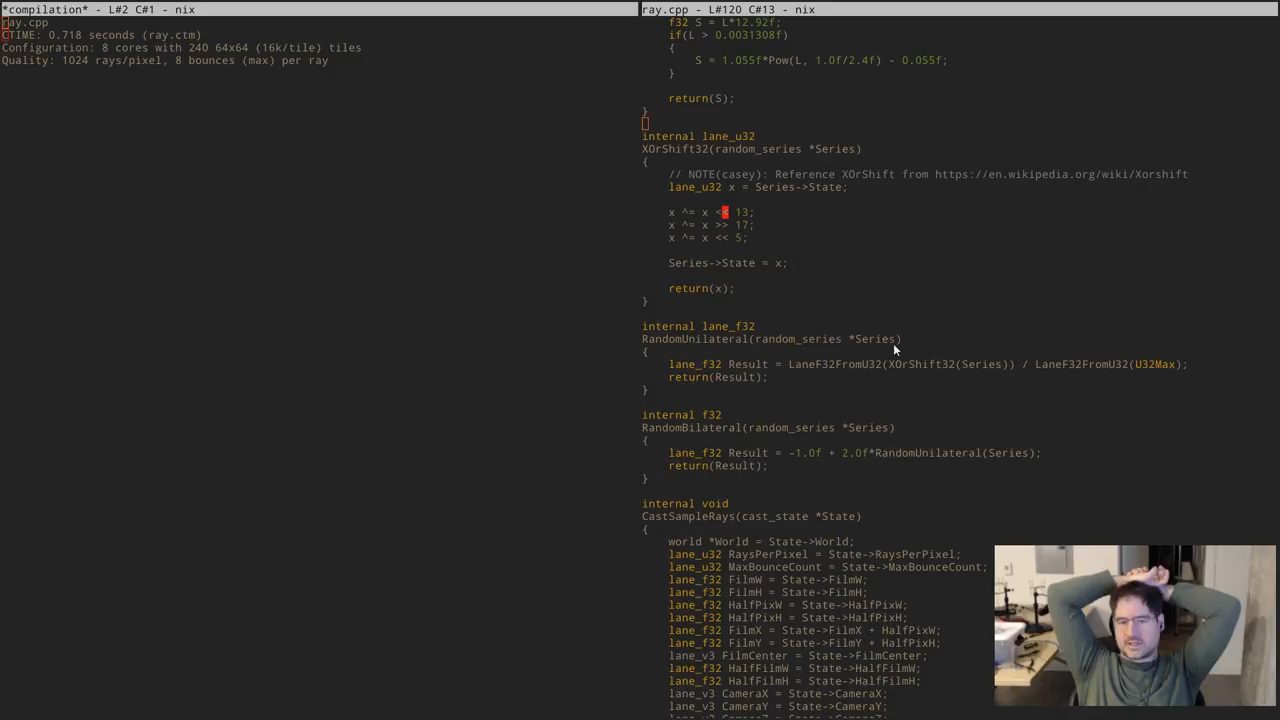 *compilation* - L#2 C#1 - nix
ray.cpp
CTIME: 0.718 seconds (ray.ctm)
Configuration: 8 cores with 240 64x64 (16k/tile) tiles
Quality: 1024 rays/pixel, 8 bounces (max) per ray
ray.cpp - L#120 C#13 - nix
f32 S = L*12.92f;
if(L > 0.0031308f)
{
S = 1.055f*Pow(L, 1.0f/2.4f) - 0.055f;
}
return(S);
}
internal lane_u32
XOrShift32(random_series *Series)
{
// NOTE(casey): Reference XOrShift from https://en.wikipedia.org/wiki/Xorshift
lane_u32 x = Series->State;
x ^= x << 13;
x ^= x >> 17;
x ^= x << 5;
Series->State = x;
return(x);
}
internal lane_f32
RandomUnilateral(random_series *Series)
{
lane_f32 Result = LaneF32FromU32(XOrShift32(Series)) / LaneF32FromU32(U32Max);
return(Result);
}
internal f32
RandomBilateral(random_series *Series)
{
lane_f32 Result = -1.0f + 2.0f*RandomUnilateral(Series);
return(Result);
}
internal void
CastSampleRays(cast_state *State)
{
world *World = State->World;
lane_u32 RaysPerPixel = State->RaysPerPixel;
lane_u32 MaxBounceCount = State->MaxBounceCount;
lane_f32 FilmW = State->FilmW;
lane_f32 FilmH = State->FilmH;
lane_f32 HalfPixW = State->HalfPixW;
lane_f32 HalfPixH = State->HalfPixH;
lane_f32 FilmX = State->FilmX + HalfPixW;
lane_f32 FilmY = State->FilmY + HalfPixH;
lane_v3 FilmCenter = State->FilmCenter;
lane_f32 HalfFilmW = State->HalfFilmW;
lane_f32 HalfFilmH = State->HalfFilmH;
lane_v3 CameraX = State->CameraX;
lane_v3 CameraY = State->CameraY;